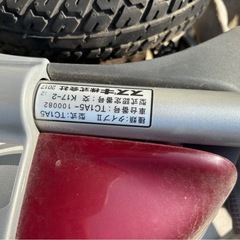 種類:タイプⅡ 型式:TC1A5
車台番号:TC1A5-100082
型式認定番号:交 K17-2
スズキ株式会社 2017